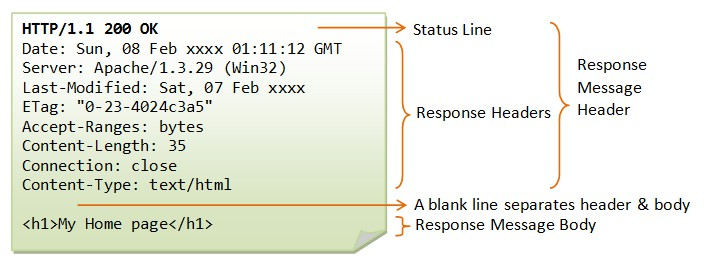 HTTP/1.1 200 OK
Date: Sun, 08 Feb xxxx 01:11:12 GMT
Server: Apache/1.3.29 (Win32)
Last-Modified: Sat, 07 Feb xxxx
ETag: "0-23-4024c3a5"
Accept-Ranges: bytes
Content-Length: 35
Connection: close
Content-Type: text/html
<h1>My Home page</h1>
Status Line
Response Headers
Response
Message
Header
A blank line separates header & body
Response Message Body